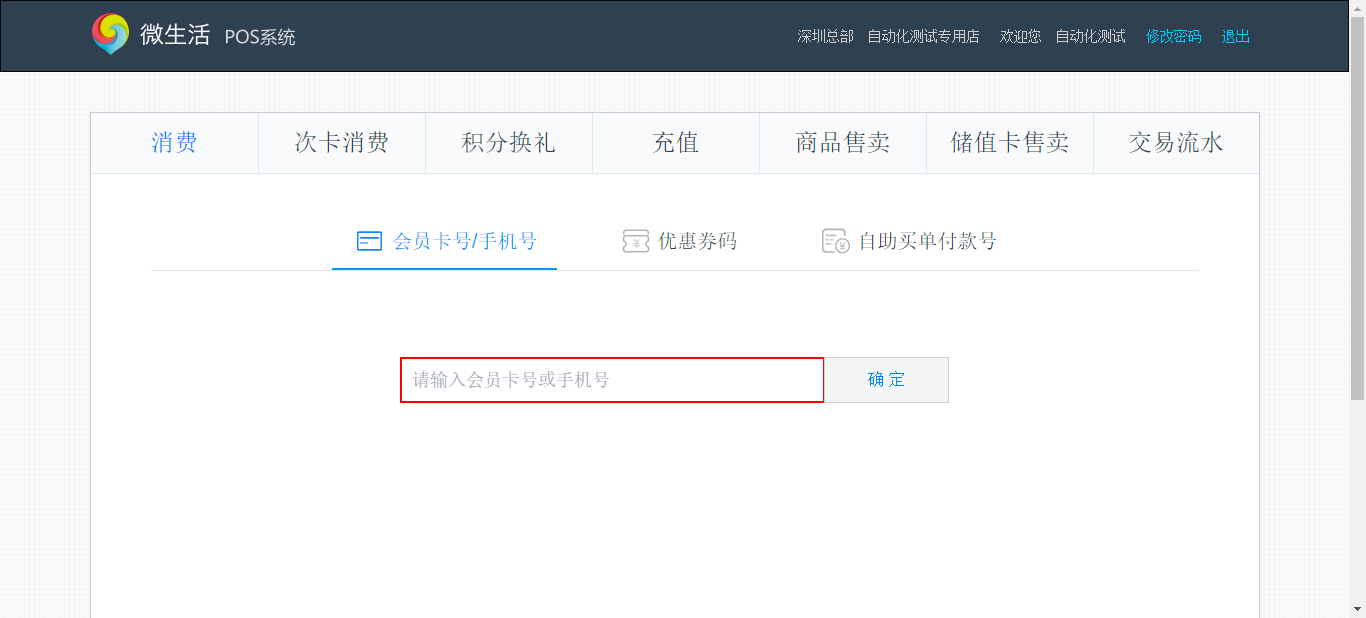 微生活 POS系统 深圳总部 自动化测试专用店 欢迎您 自动化测试 修改密码 退出
消费 次卡消费 积分换礼 充值 商品售卖 储值卡售卖 交易流水
会员卡号/手机号 优惠券码 自助买单付款号
请输入会员卡号或手机号 确 定